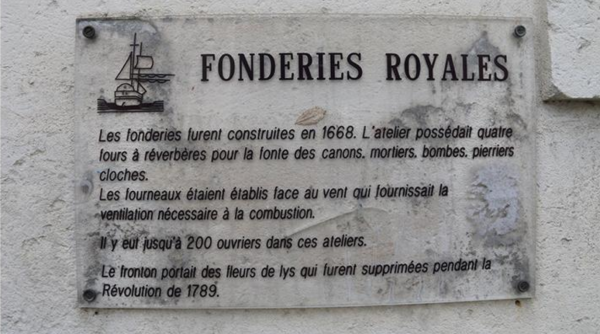 FONDERIES ROYALES
Les fonderies furent construites en 1668. L'atelier possédait quatre
fours à réverbères pour la fonte des canons, mortiers, bombes, pierriers
cloches.
Les fourneaux étaient établis face au vent qui fournissait la
ventilation nécessaire à la combustion.
Il y eut jusqu'à 200 ouvriers dans ces ateliers.
Le fronton portait des fleurs de lys qui furent supprimées pendant la
Révolution de 1789.